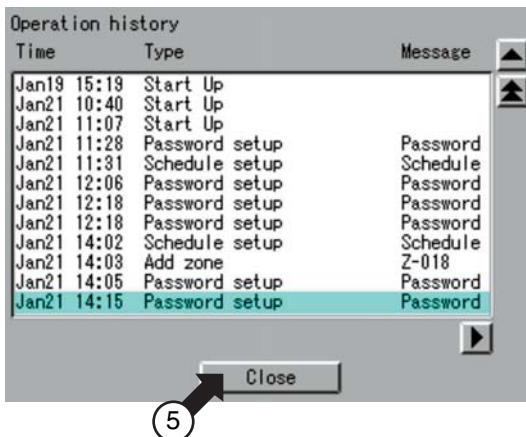 Operation history
Time Type Message
Jan19 15:19 Start Up
Jan21 10:40 Start Up
Jan21 11:07 Start Up
Jan21 11:28 Password setup Password
Jan21 11:31 Schedule setup Schedule
Jan21 12:06 Password setup Password
Jan21 12:18 Password setup Password
Jan21 12:18 Password setup Password
Jan21 14:02 Schedule setup Schedule
Jan21 14:03 Add zone Z-018
Jan21 14:05 Password setup Password
Jan21 14:15 Password setup Password
Close
5